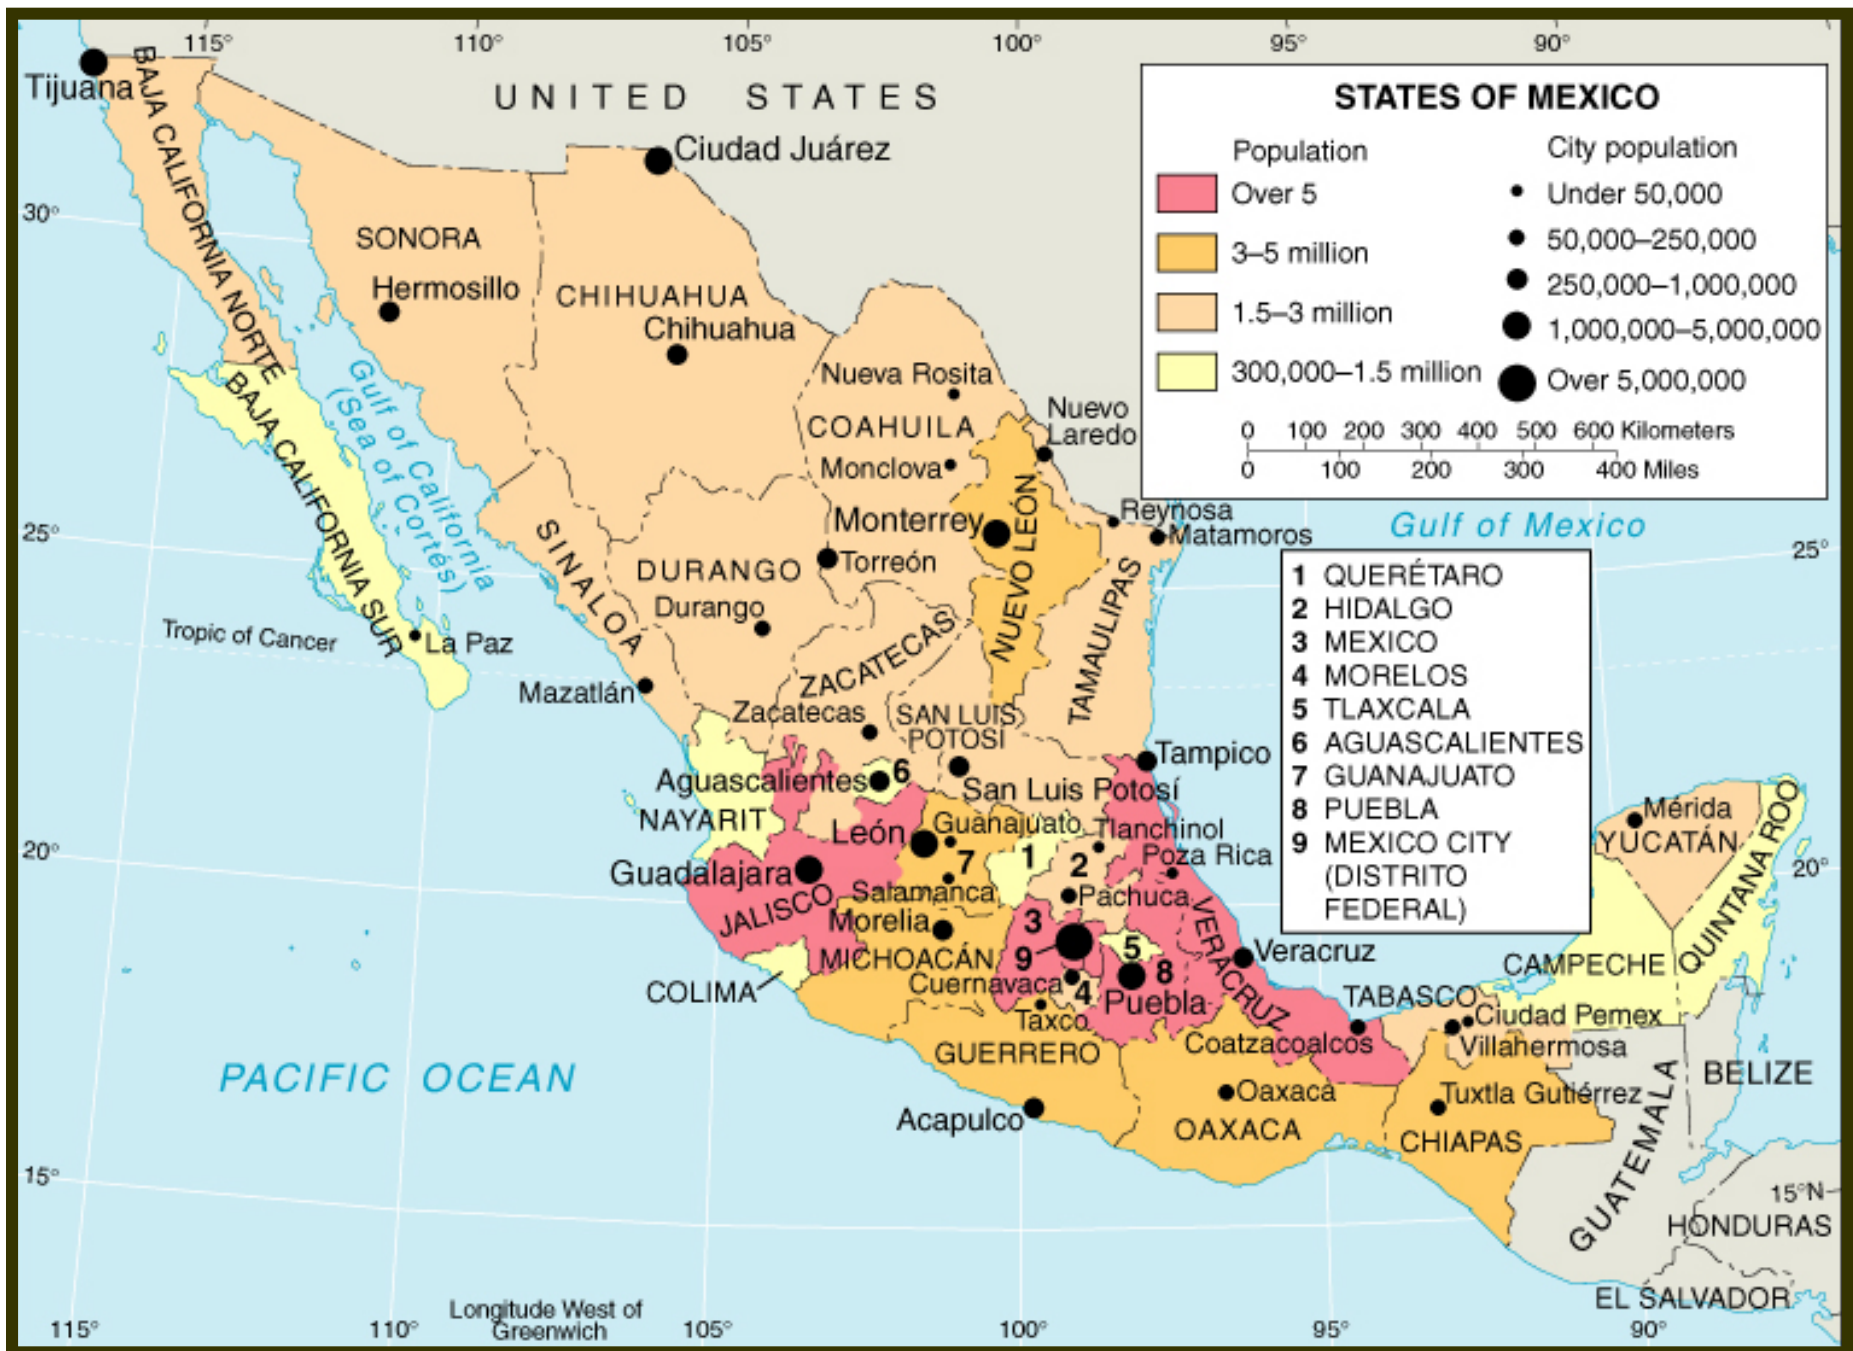 115°
110°
105°
100°
95°
90°
Tijuana
BAJA CALIFORNIA NORTE
UNITED STATES
Ciudad Juárez
STATES OF MEXICO
Population
Over 5
3–5 million
1.5–3 million
300,000–1.5 million
City population
Under 50,000
50,000–250,000
250,000–1,000,000
1,000,000–5,000,000
Over 5,000,000
0 100 200 300 400 500 600 Kilometers
0 100 200 300 400 Miles
30°
SONORA
Hermosillo
CHIHUAHUA
Chihuahua
Nueva Rosita
COAHUILA
Monclova
Nuevo
Laredo
BAJA CALIFORNIA SUR
Gulf of California
(Sea of Cortés)
Monterrey
NUEVO LEÓN
Reynosa
Matamoros
Gulf of Mexico
25°
25°
SINALOA
DURANGO
Durango
Torreón
TAMAULIPAS
1 QUERÉTARO
2 HIDALGO
3 MEXICO
4 MORELOS
5 TLAXCALA
6 AGUASCALIENTES
7 GUANAJUATO
8 PUEBLA
9 MEXICO CITY
(DISTRITO
FEDERAL)
Tropic of Cancer
La Paz
Mazatlán
ZACATECAS
Zacatecas
SAN LUIS
POTOSÍ
San Luis Potosí
Tampico
Aguascalientes
6
NAYARIT
León
Guanajuato
7
Salamanca
1
2
Tlanchinol
Poza Rica
Pachuca
Mérida
YUCATÁN
QUINTANA ROO
20°
20°
Guadalajara
JALISCO
Morelia
MICHOACÁN
3
9
5
8
4
Cuernavaca
Puebla
VERACRUZ
Veracruz
CAMPECHE
COLIMA
Taxco
GUERRERO
Coatzacoalcos
TABASCO
Ciudad Pemex
Villahermosa
BELIZE
PACIFIC OCEAN
Acapulco
Oaxaca
OAXACA
Tuxtla Gutiérrez
CHIAPAS
GUATEMALA
15°
15°N
HONDURAS
EL SALVADOR
Longitude West of
Greenwich
115°
110°
105°
100°
95°
90°